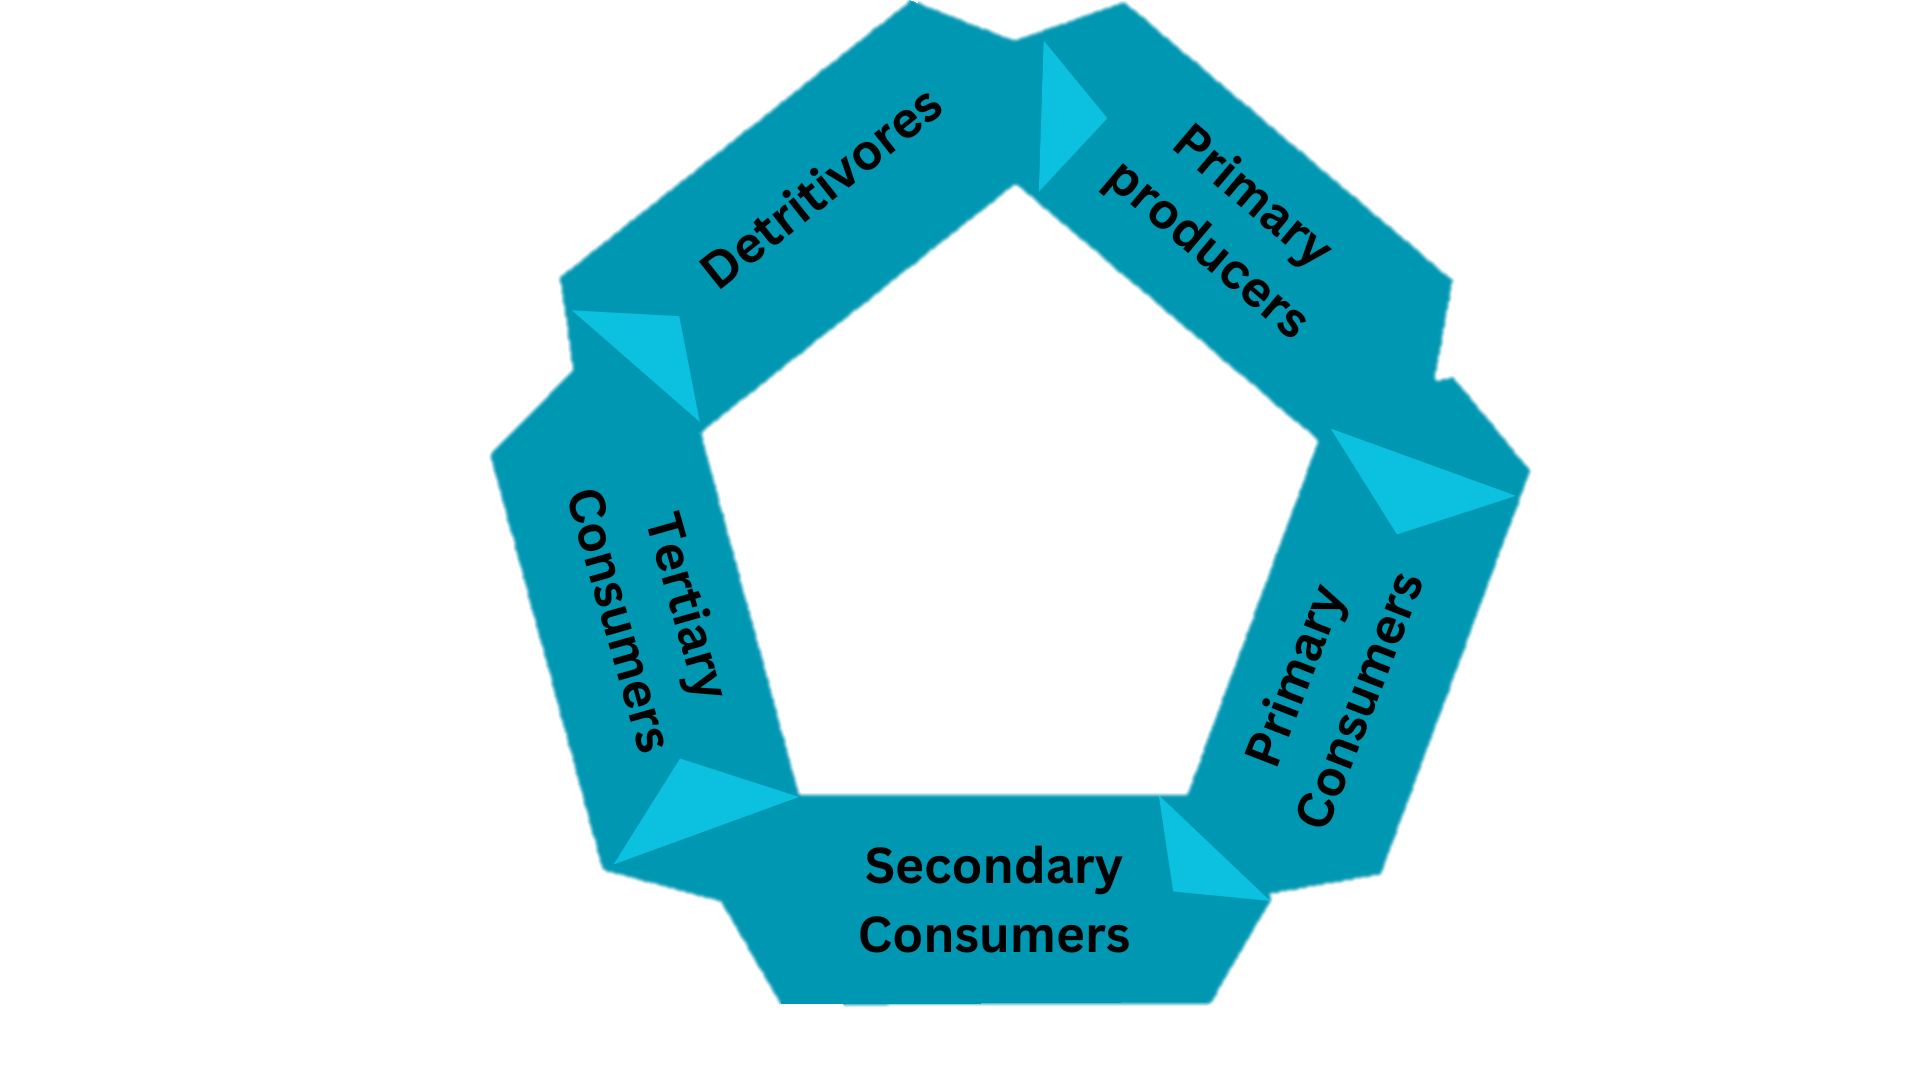 Detritivores
Primary
producers
Primary
Consumers
Secondary
Consumers
Tertiary
Consumers